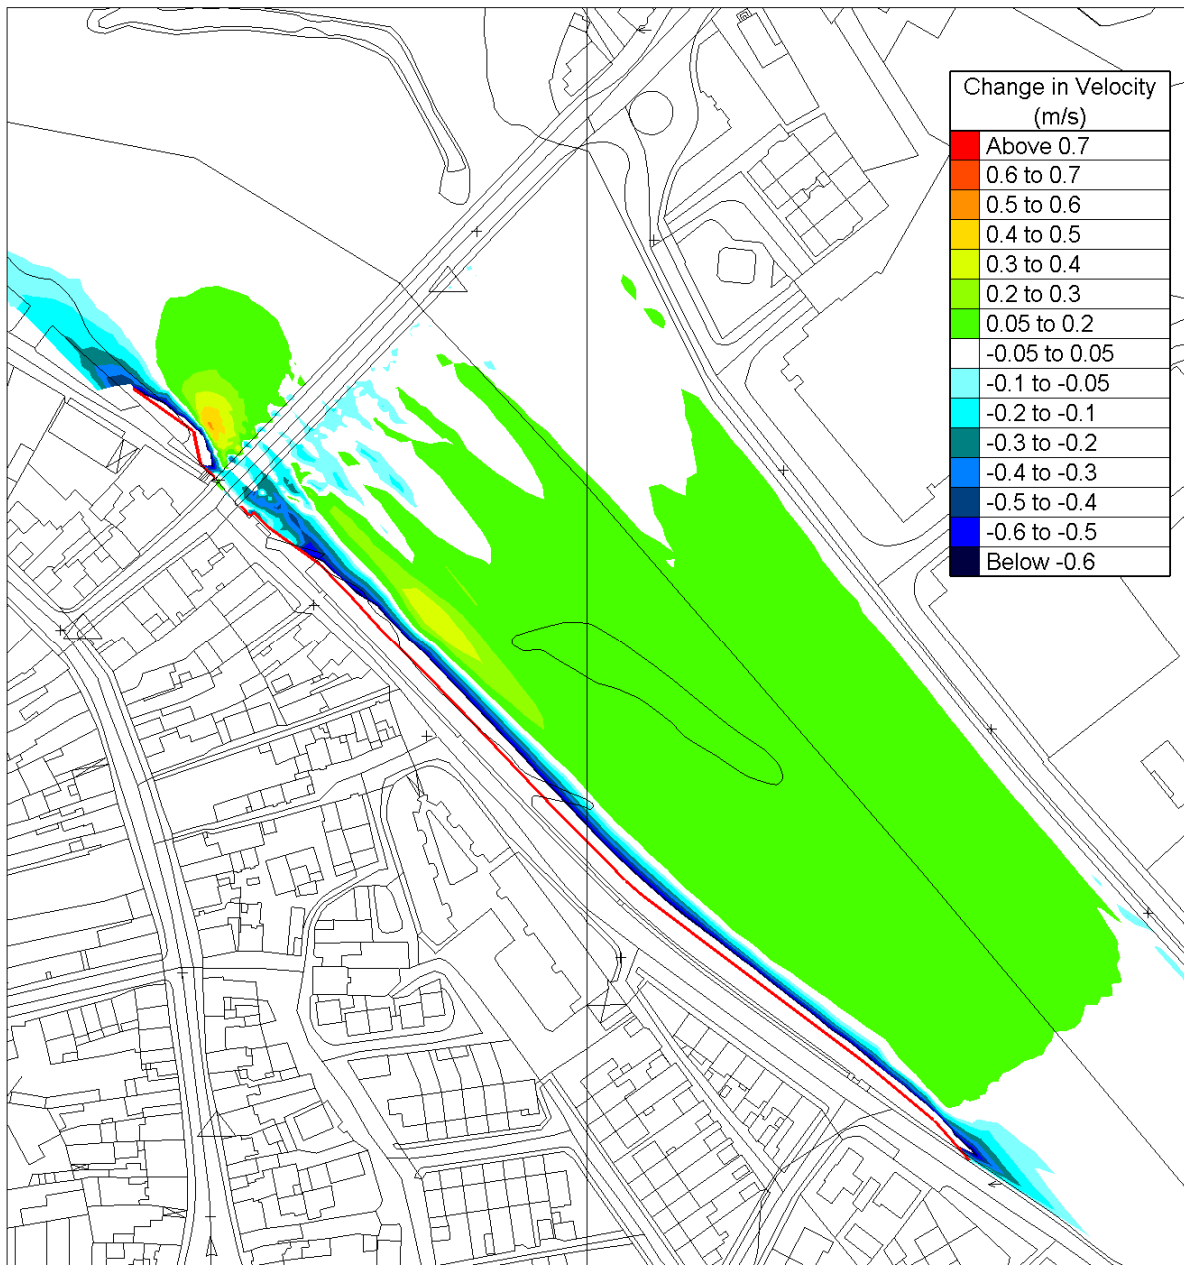 Change in Velocity
(m/s)
Above 0.7
0.6 to 0.7
0.5 to 0.6
0.4 to 0.5
0.3 to 0.4
0.2 to 0.3
0.05 to 0.2
-0.05 to 0.05
-0.1 to -0.05
-0.2 to -0.1
-0.3 to -0.2
-0.4 to -0.3
-0.5 to -0.4
-0.6 to -0.5
Below -0.6